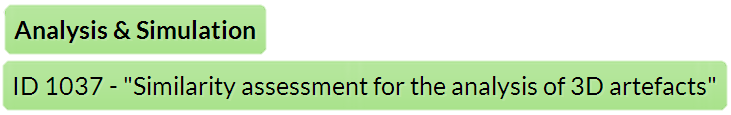 Analysis & Simulation
ID 1037 - "Similarity assessment for the analysis of 3D artefacts"